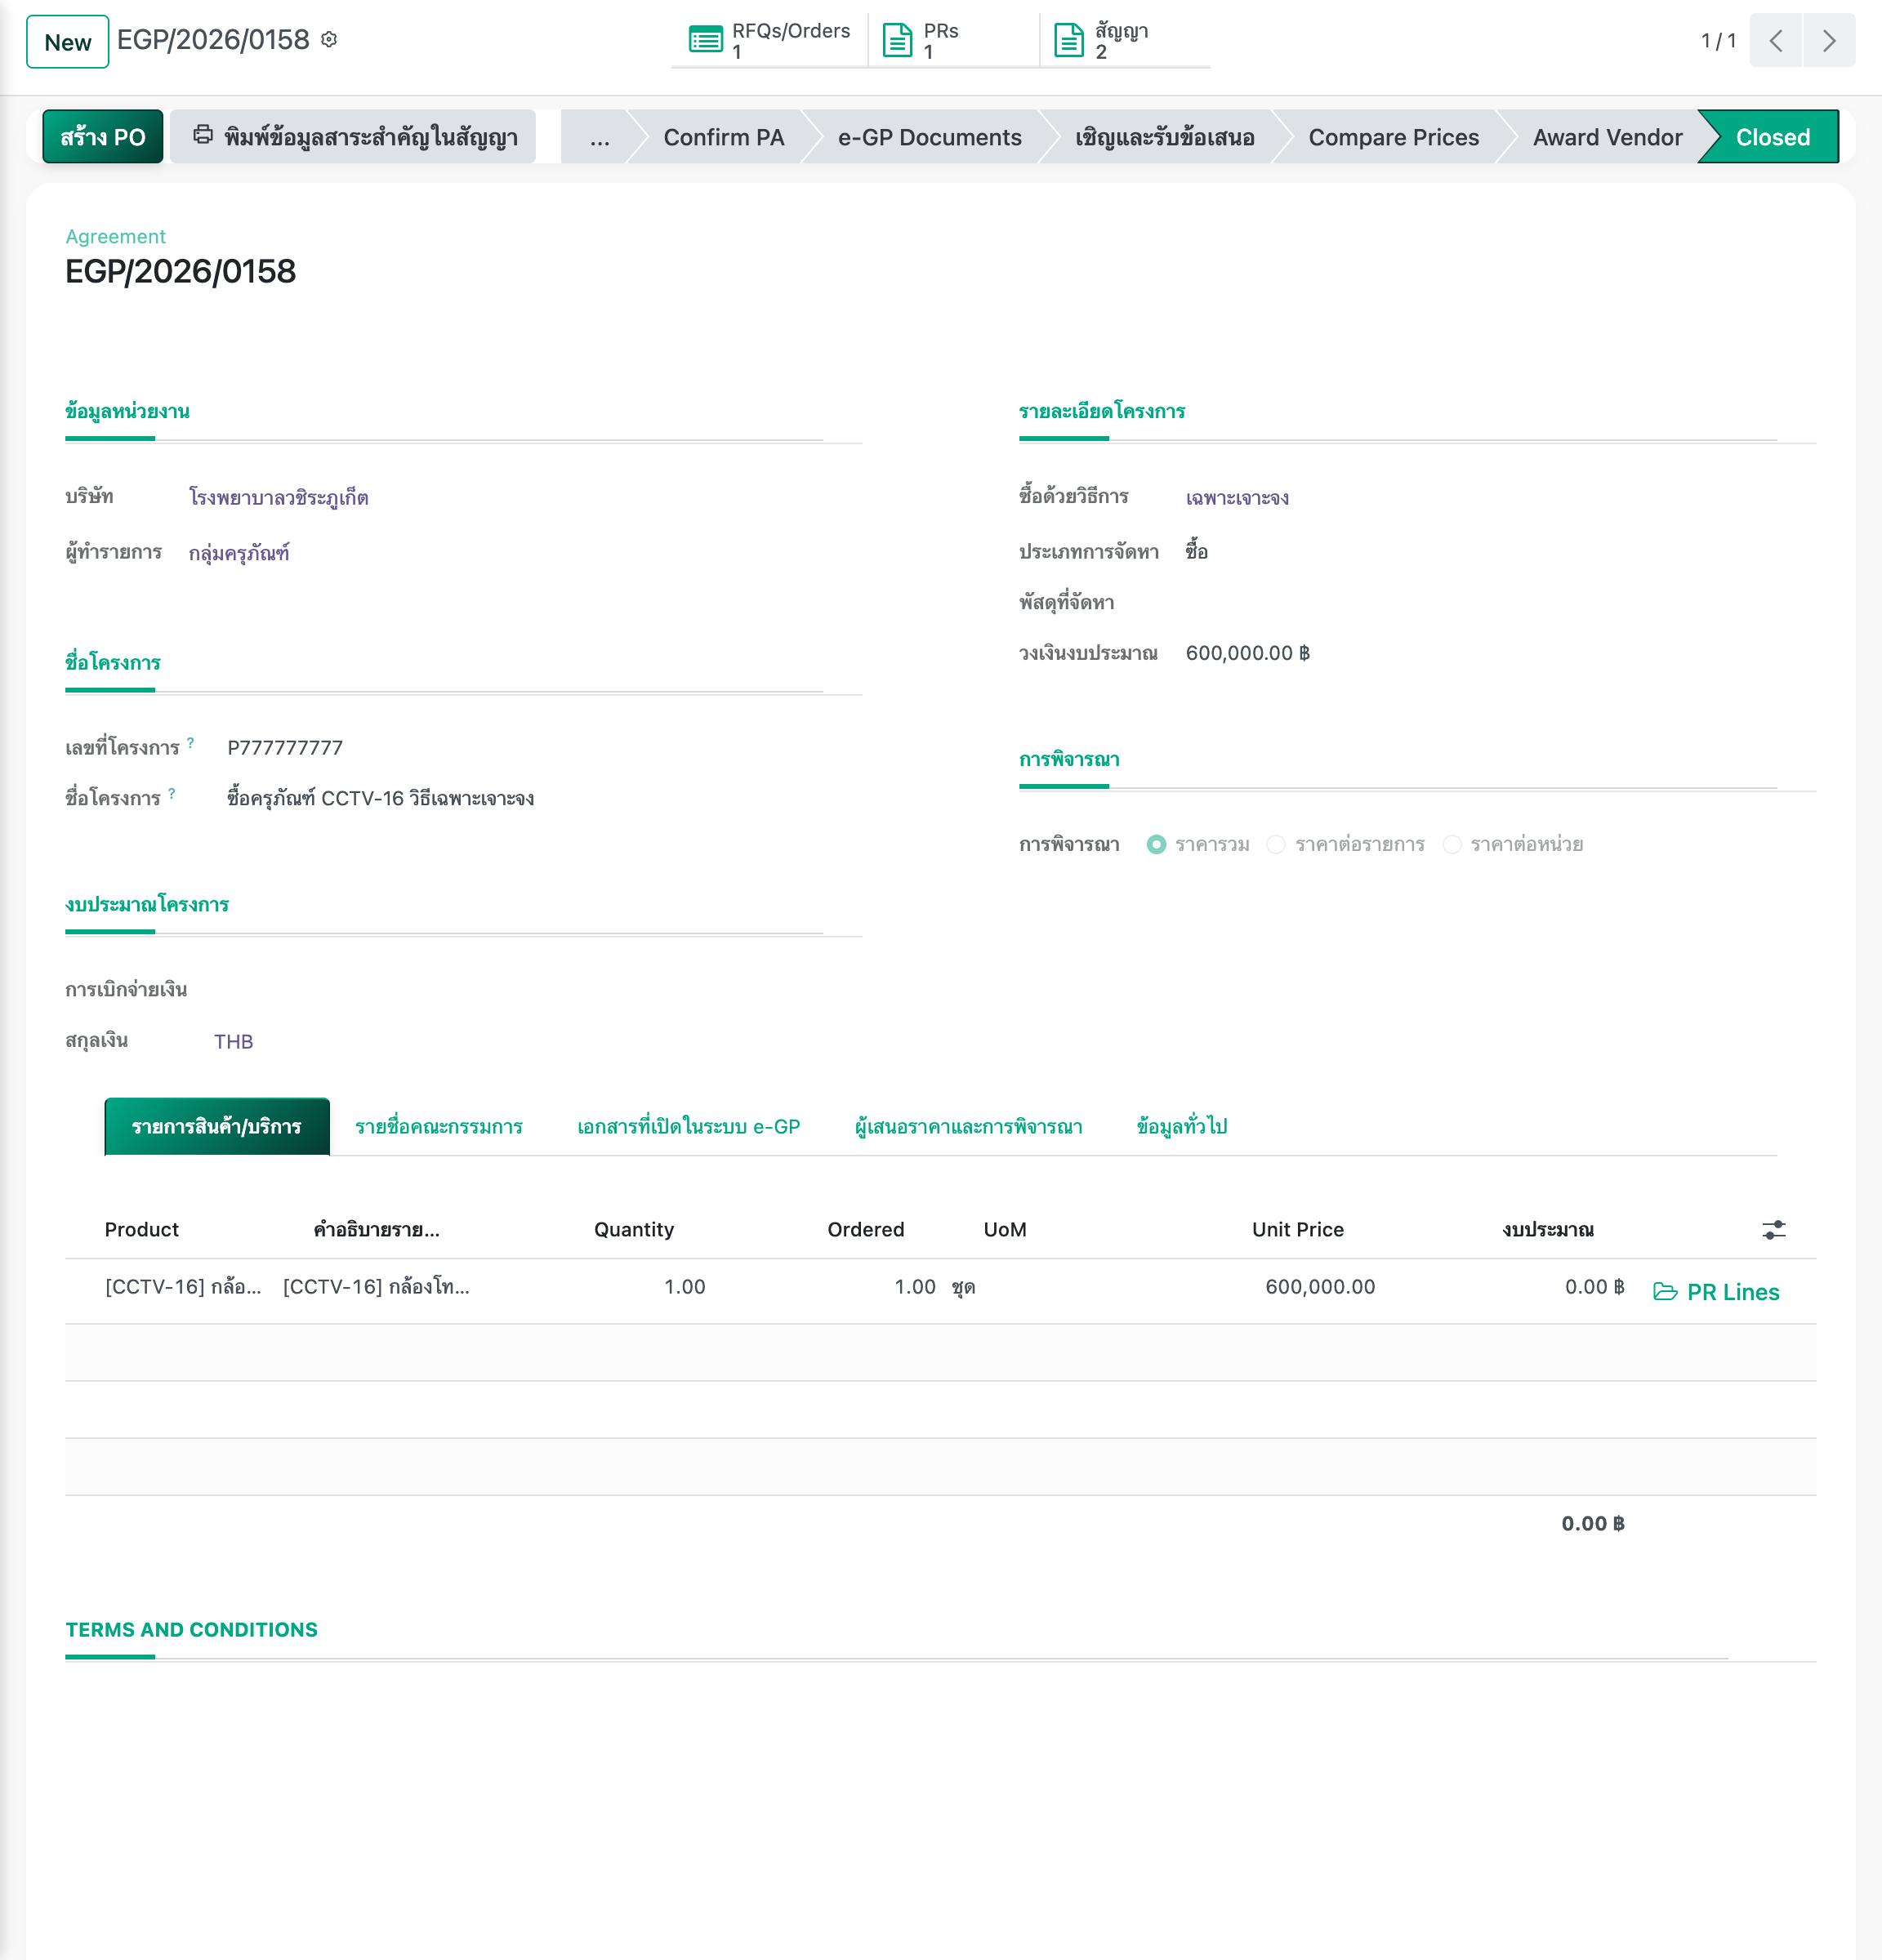 New
EGP/2026/0158
RFQs/Orders
1
PRs
1
สัญญา
2
1 / 1
สร้าง PO
พิมพ์ข้อมูลสาระสำคัญในสัญญา
...
Confirm PA
e-GP Documents
เชิญและรับข้อเสนอ
Compare Prices
Award Vendor
Closed
Agreement
EGP/2026/0158
ข้อมูลหน่วยงาน
บริษัท โรงพยาบาลวชิระภูเก็ต
ผู้ทำรายการ กลุ่มครุภัณฑ์
รายละเอียดโครงการ
ซื้อด้วยวิธีการ เฉพาะเจาะจง
ประเภทการจัดหา ซื้อ
พัสดุที่จัดหา
วงเงินงบประมาณ 600,000.00 ฿
ชื่อโครงการ
เลขที่โครงการ ? P777777777
ชื่อโครงการ ? ซื้อครุภัณฑ์ CCTV-16 วิธีเฉพาะเจาะจง
การพิจารณา
การพิจารณา ราคารวม ราคาต่อรายการ ราคาต่อหน่วย
งบประมาณโครงการ
การเบิกจ่ายเงิน
สกุลเงิน THB
รายการสินค้า/บริการ รายชื่อคณะกรรมการ เอกสารที่เปิดในระบบ e-GP ผู้เสนอราคาและการพิจารณา ข้อมูลทั่วไป
Product คำอธิบายราย... Quantity Ordered UoM Unit Price งบประมาณ
[CCTV-16] กล้อ... [CCTV-16] กล้องโท... 1.00 1.00 ชุด 600,000.00 0.00 ฿ PR Lines
0.00 ฿
TERMS AND CONDITIONS